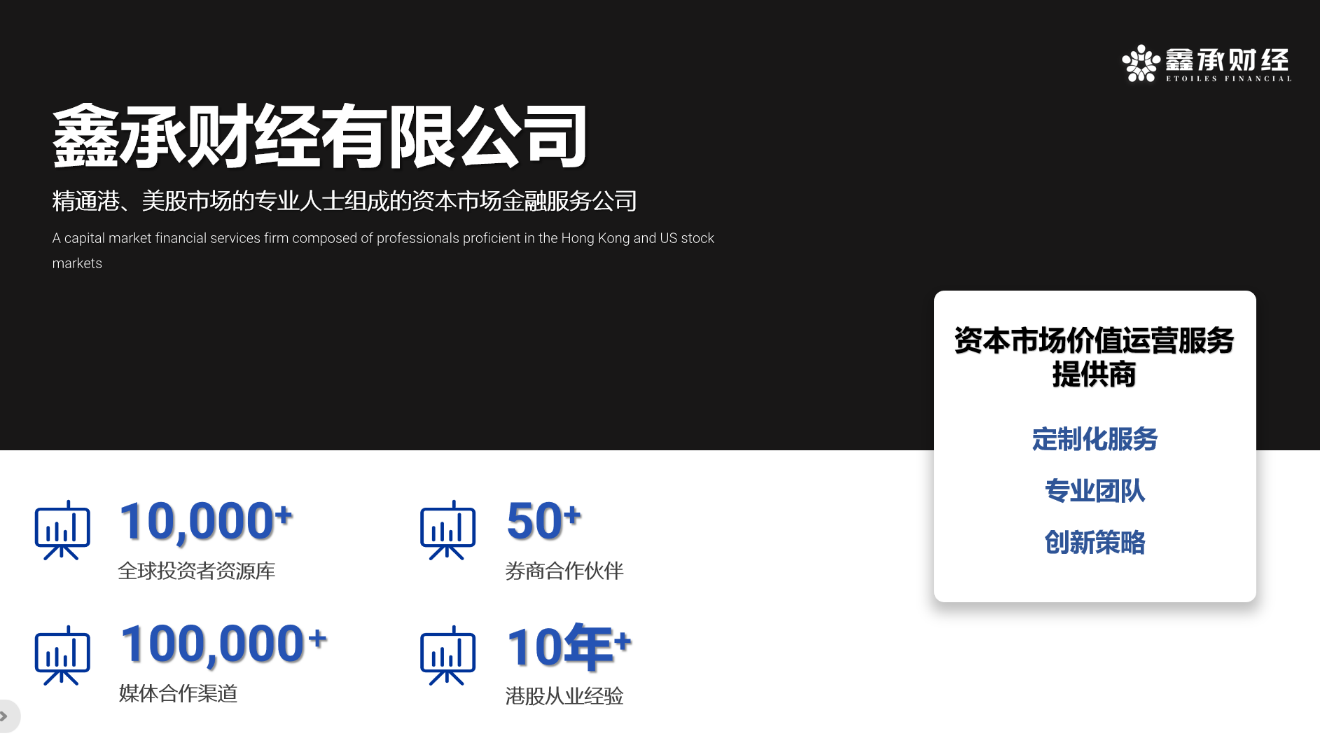 鑫承财经
ETOILES FINANCIAL
鑫承财经有限公司
精通港、美股市场的专业人士组成的资本市场金融服务公司
A capital market financial services firm composed of professionals proficient in the Hong Kong and US stock
markets
资本市场价值运营服务
提供商
定制化服务
专业团队
创新策略
10,000+
全球投资者资源库
50+
券商合作伙伴
100,000+
媒体合作渠道
10年+
港股从业经验